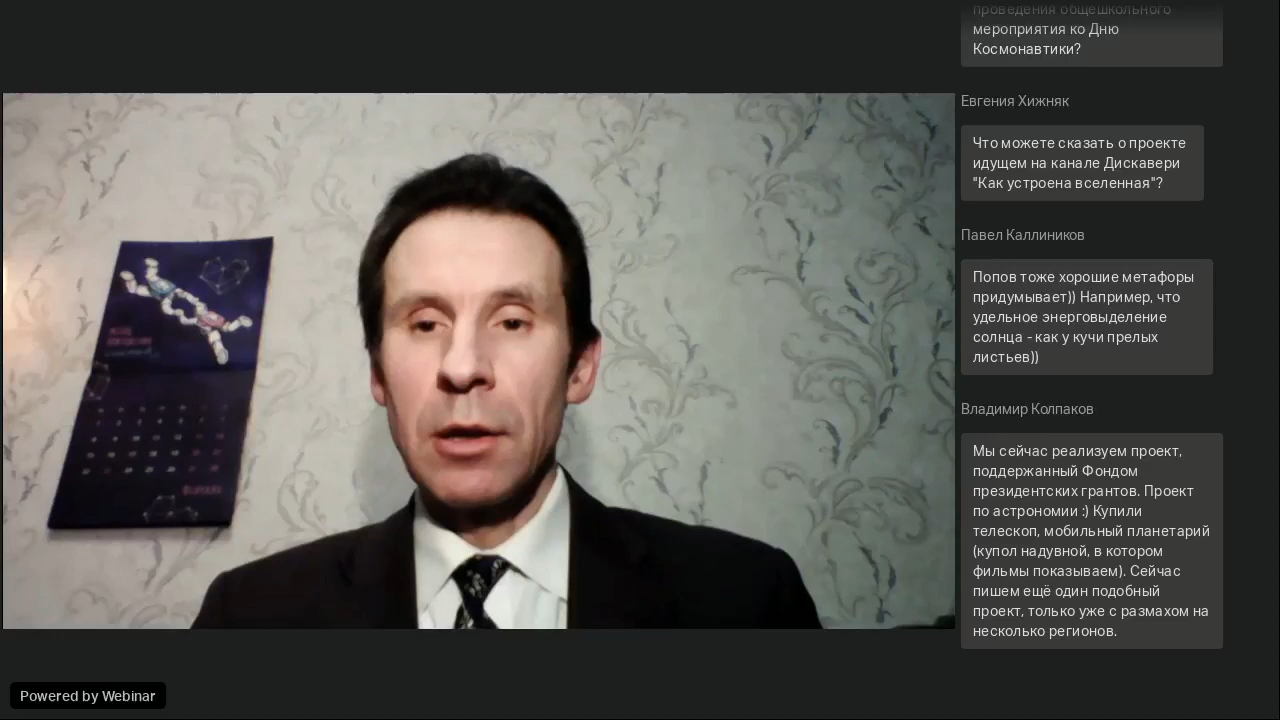 проведения общешкольного
мероприятия ко Дню
Космонавтики?
Евгения Хижняк
Что можете сказать о проекте
идущем на канале Дискавери
"Как устроена вселенная"?
Павел Каллиников
Попов тоже хорошие метафоры
придумывает)) Например, что
удельное энерговыделение
солнца - как у кучи прелых
листьев))
Владимир Колпаков
Мы сейчас реализуем проект,
поддержанный Фондом
президентских грантов. Проект
по астрономии :) Купили
телескоп, мобильный планетарий
(купол надувной, в котором
фильмы показываем). Сейчас
пишем ещё один подобный
проект, только уже с размахом на
несколько регионов.
Powered by Webinar